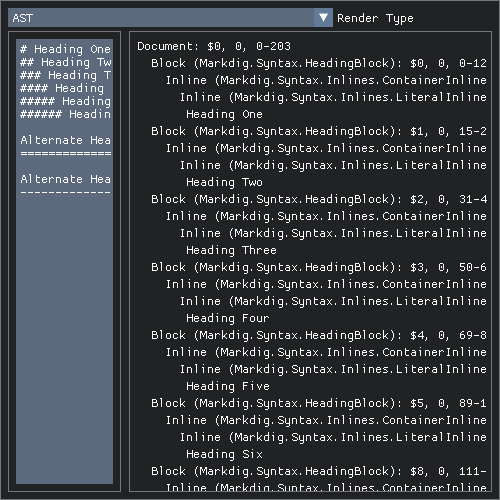 AST
Render Type
# Heading One
## Heading Tw
### Heading T
#### Heading
##### Heading
###### Headin
Alternate Hea
=============
Alternate Hea
-------------
Document: $0, 0, 0-203
Block (Markdig.Syntax.HeadingBlock): $0, 0, 0-12
Inline (Markdig.Syntax.Inlines.ContainerInline
Inline (Markdig.Syntax.Inlines.LiteralInline
Heading One
Block (Markdig.Syntax.HeadingBlock): $1, 0, 15-2
Inline (Markdig.Syntax.Inlines.ContainerInline
Inline (Markdig.Syntax.Inlines.LiteralInline
Heading Two
Block (Markdig.Syntax.HeadingBlock): $2, 0, 31-4
Inline (Markdig.Syntax.Inlines.ContainerInline
Inline (Markdig.Syntax.Inlines.LiteralInline
Heading Three
Block (Markdig.Syntax.HeadingBlock): $3, 0, 50-6
Inline (Markdig.Syntax.Inlines.ContainerInline
Inline (Markdig.Syntax.Inlines.LiteralInline
Heading Four
Block (Markdig.Syntax.HeadingBlock): $4, 0, 69-8
Inline (Markdig.Syntax.Inlines.ContainerInline
Inline (Markdig.Syntax.Inlines.LiteralInline
Heading Five
Block (Markdig.Syntax.HeadingBlock): $5, 0, 89-1
Inline (Markdig.Syntax.Inlines.ContainerInline
Inline (Markdig.Syntax.Inlines.LiteralInline
Heading Six
Block (Markdig.Syntax.HeadingBlock): $8, 0, 111-
Inline (Markdig.Syntax.Inlines.ContainerInline